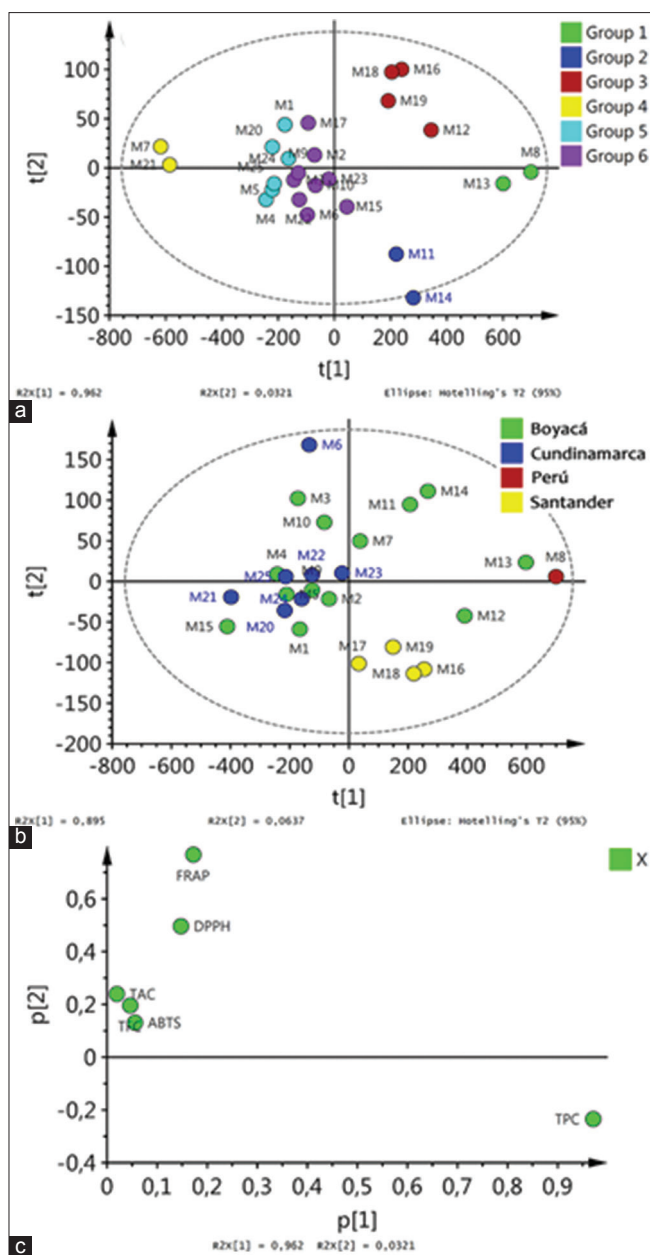 t[2]
100
50
0
-50
-100
-150
-800
-600
-400
-200
0
200
400
600
t[1]
Group 1
Group 2
Group 3
Group 4
Group 5
Group 6
M18
M16
M19
M12
M1
M17
M20
M7
M21
M24
M9
M2
M8
M13
M5
M10
M23
M4
M22
M6
M15
M11
M14
R2X[1] = 0,962
R2X[2] = 0,0321
Ellipse: Hotelling's T2 (95%)
a
t[2]
150
100
50
0
-50
-100
-150
-200
-800
-600
-400
-200
0
200
400
600
t[1]
Boyacá
Cundinamarca
Perú
Santander
M6
M3
M10
M11
M14
M7
M4
M22
M13
M8
M25
M23
M21
M24
M2
M12
M15
M20
M1
M17
M19
M18
M16
R2X[1] = 0,895
R2X[2] = 0,0637
Ellipse: Hotelling's T2 (95%)
b
p[2]
0,6
0,4
0,2
0
-0,2
-0,4
0
0,1
0,2
0,3
0,4
0,5
0,6
0,7
0,8
0,9
p[1]
X
FRAP
DPPH
TAC
ABTS
TPC
R2X[1] = 0,962 R2X[2] = 0,0321
c